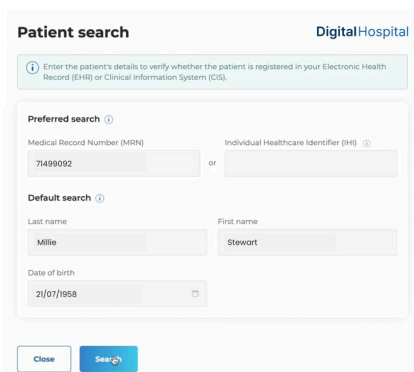 Patient search
DigitalHospital
Enter the patient's details to verify whether the patient is registered in your Electronic Health
Record (EHR) or Clinical Information System (CIS).
Preferred search
Medical Record Number (MRN)
Individual Healthcare Identifier (IHI)
71499092
or
Default search
Last name
First name
Millie
Stewart
Date of birth
21/07/1958
Close
Search